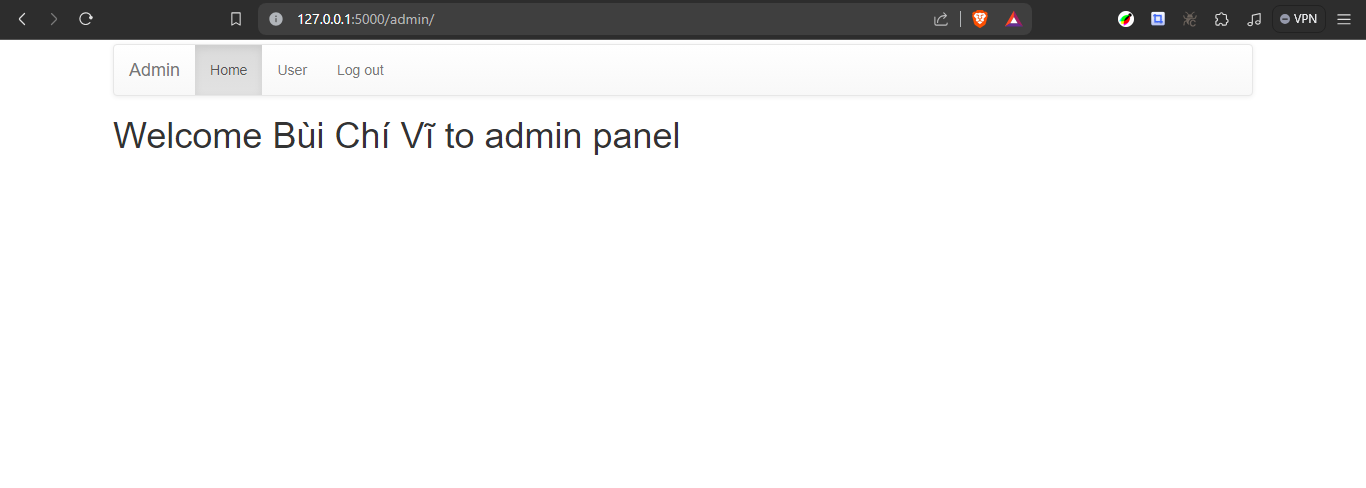 127.0.0.1:5000/admin/
VPN
Admin Home User Log out
Welcome Bùi Chí Vĩ to admin panel